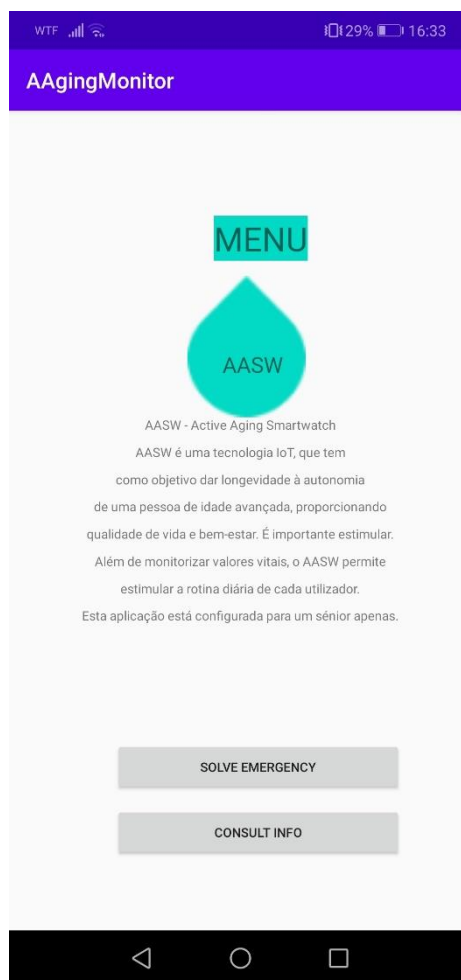 WTF 29% 16:33
AAgingMonitor
MENU
AASW
AASW - Active Aging Smartwatch
AASW é uma tecnologia IoT, que tem
como objetivo dar longevidade à autonomia
de uma pessoa de idade avançada, proporcionando
qualidade de vida e bem-estar. É importante estimular.
Além de monitorizar valores vitais, o AASW permite
estimular a rotina diária de cada utilizador.
Esta aplicação está configurada para um sénior apenas.
SOLVE EMERGENCY
CONSULT INFO